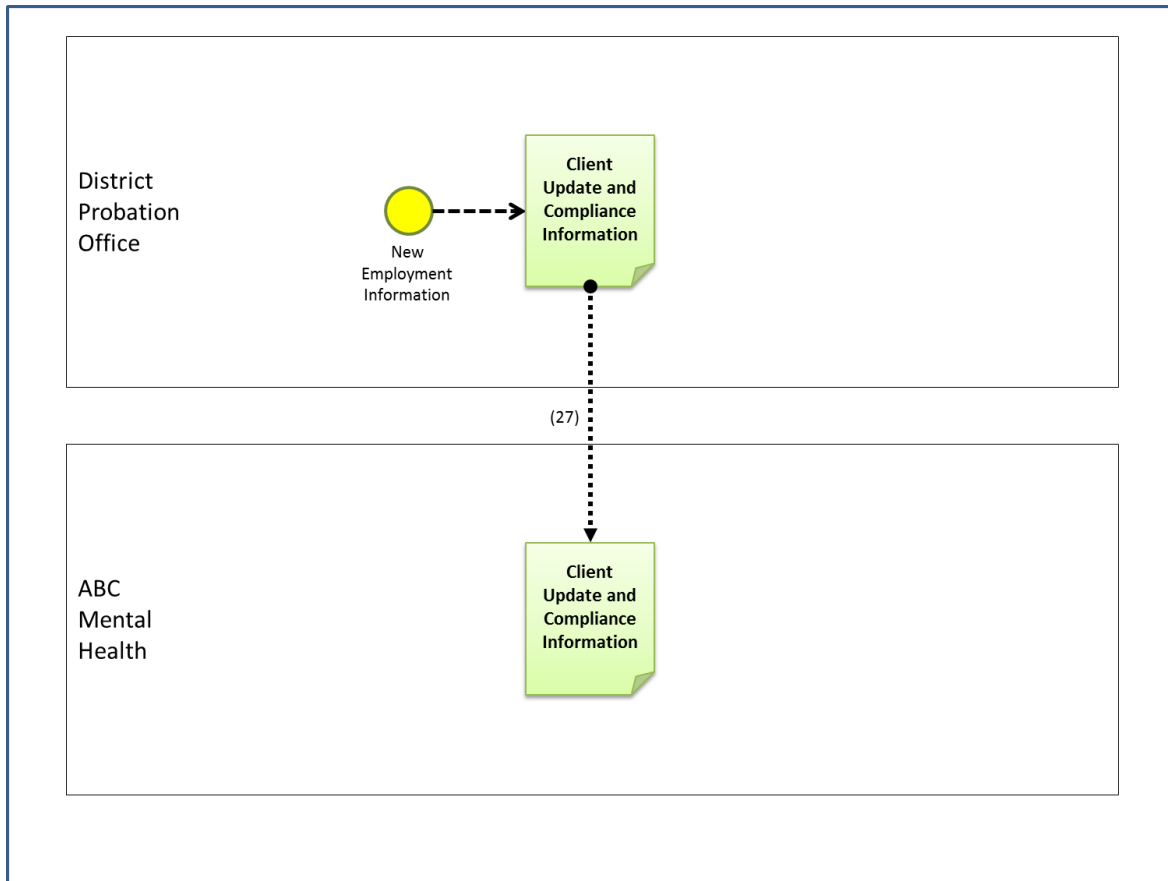 District
Probation
Office
New
Employment
Information
Client
Update and
Compliance
Information
(27)
ABC
Mental
Health
Client
Update and
Compliance
Information